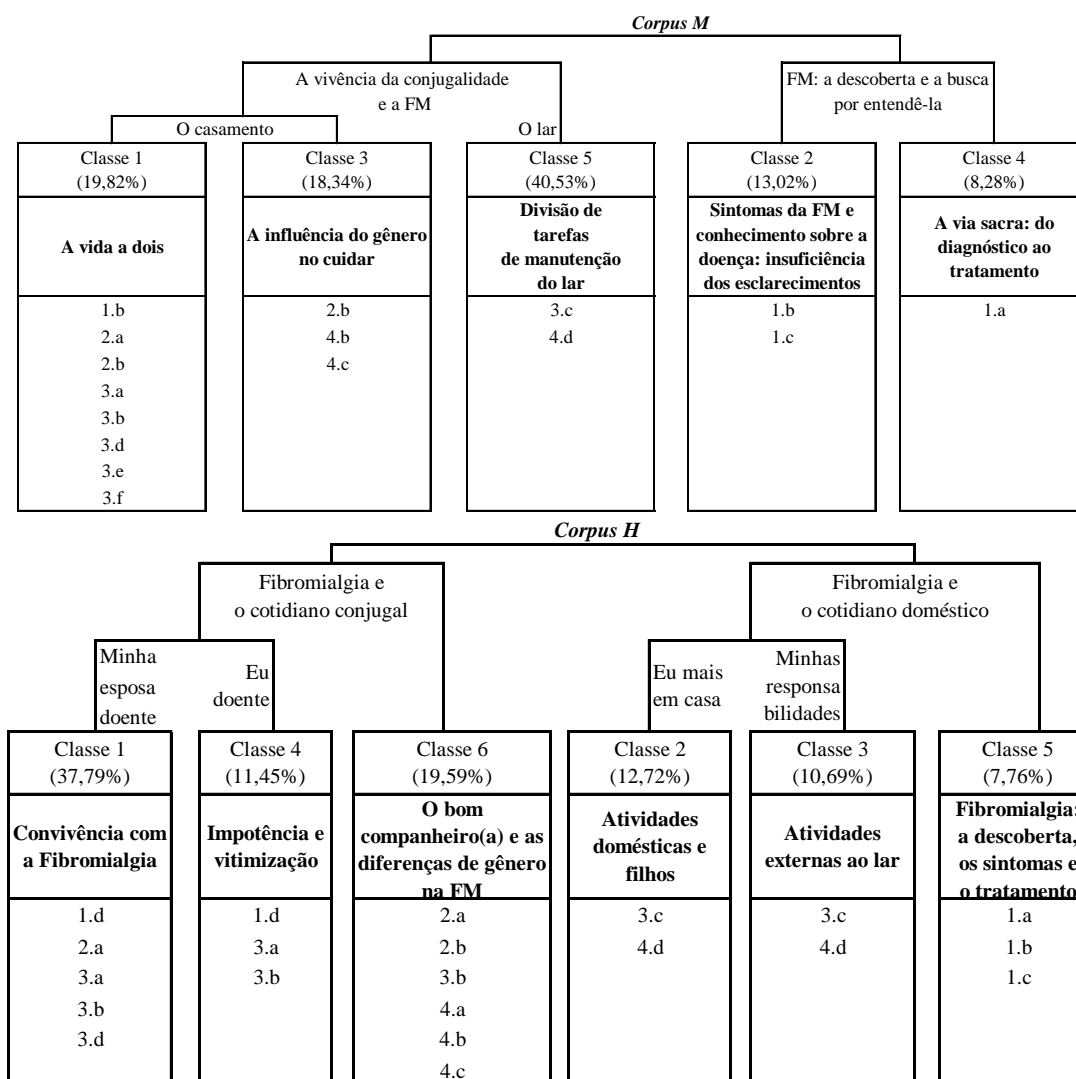 Corpus M
A vivência da conjugalidade
e a FM
FM: a descoberta e a busca
por entendê-la
O casamento
O lar
Classe 1
(19,82%)
A vida a dois
1.b
2.a
2.b
3.a
3.b
3.d
3.e
3.f
Classe 3
(18,34%)
A influência do gênero
no cuidar
2.b
4.b
4.c
Classe 5
(40,53%)
Divisão de
tarefas
de manutenção
do lar
3.c
4.d
Classe 2
(13,02%)
Sintomas da FM e
conhecimento sobre a
doença: insuficiência
dos esclarecimentos
1.b
1.c
Classe 4
(8,28%)
A via sacra: do
diagnóstico ao
tratamento
1.a
Corpus H
Fibromialgia e
o cotidiano conjugal
Fibromialgia e
o cotidiano doméstico
Minha
esposa
doente
Eu
doente
Eu mais
em casa
Minhas
responsa
bilidades
Classe 1
(37,79%)
Convivência com
a Fibromialgia
1.d
2.a
3.a
3.b
3.d
Classe 4
(11,45%)
Impotência e
vitimização
1.d
3.a
3.b
Classe 6
(19,59%)
O bom
companheiro(a) e as
diferenças de gênero
na FM
2.a
2.b
3.b
4.a
4.b
4.c
Classe 2
(12,72%)
Atividades
domésticas e
filhos
3.c
4.d
Classe 3
(10,69%)
Atividades
externas ao lar
3.c
4.d
Classe 5
(7,76%)
Fibromialgia:
a descoberta,
os sintomas e
o tratamento
1.a
1.b
1.c